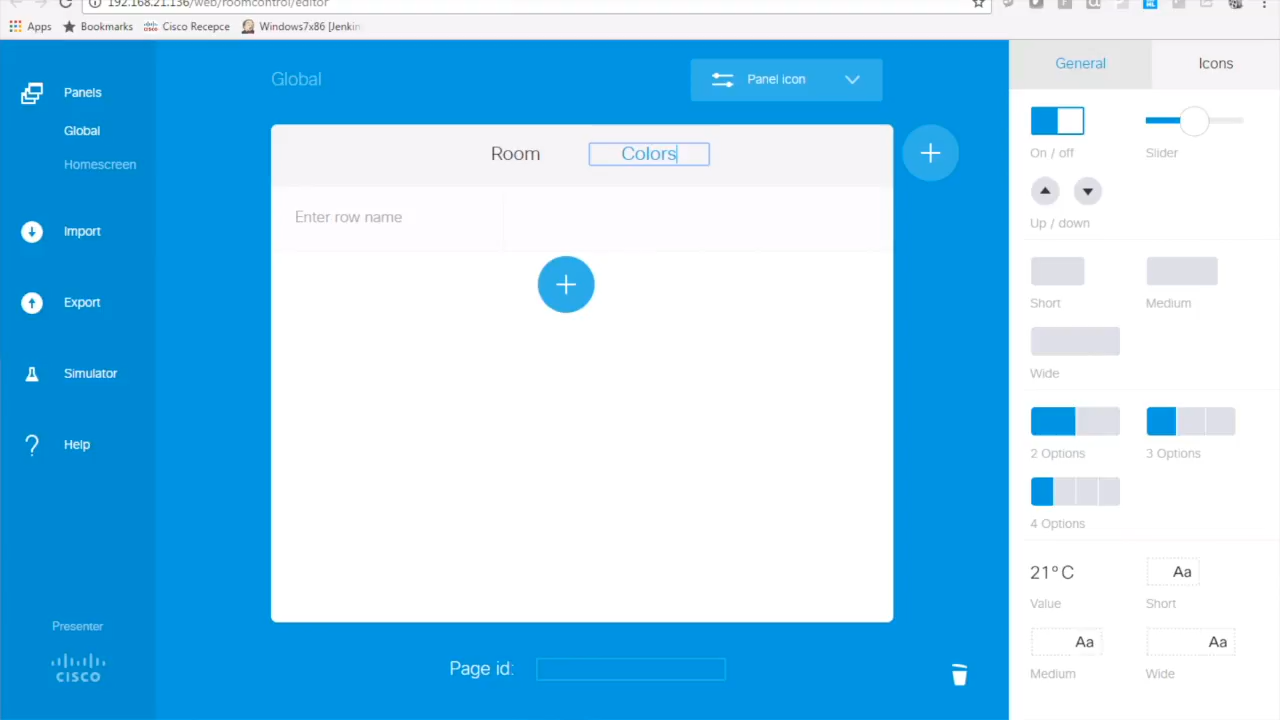 192.168.21.136/web/roomcontrol/editor
Apps Bookmarks Cisco Recepce Windows7x86 [Jenkin
Panels
Global
Homescreen
Import
Export
Simulator
Help
Presenter
CISCO
Global
Panel icon
Room Colors
Enter row name
Page id:
General Icons
On / off Slider
Up / down
Short Medium
Wide
2 Options 3 Options
4 Options
21°C Aa
Value Short
Aa Aa
Medium Wide